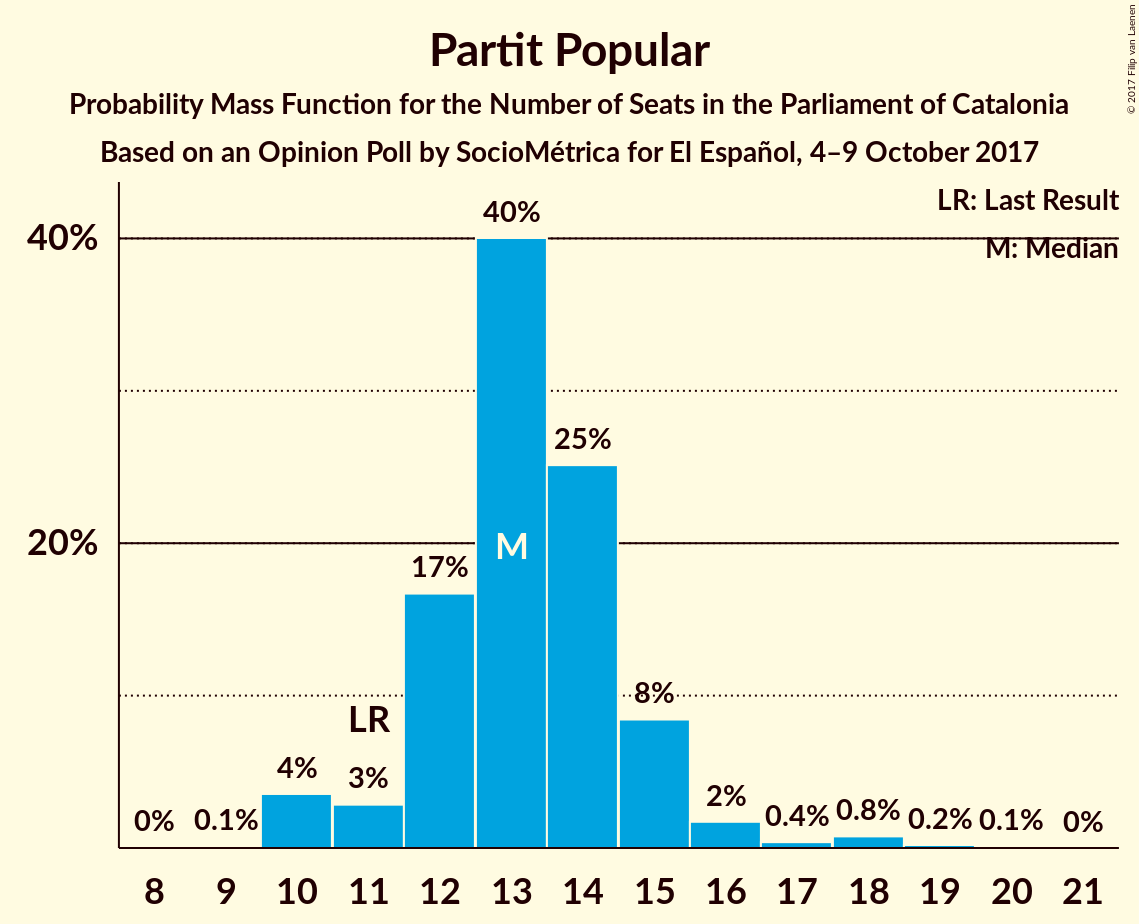 Partit Popular
Probability Mass Function for the Number of Seats in the Parliament of Catalonia
Based on an Opinion Poll by SocioMétrica for El Español, 4–9 October 2017
© 2017 Filip van Laenen
LR: Last Result
M: Median
40%
20%
0%
0.1%
4%
3%
LR
17%
40%
M
25%
8%
2%
0.4%
0.8%
0.2%
0.1%
0%
8 9 10 11 12 13 14 15 16 17 18 19 20 21